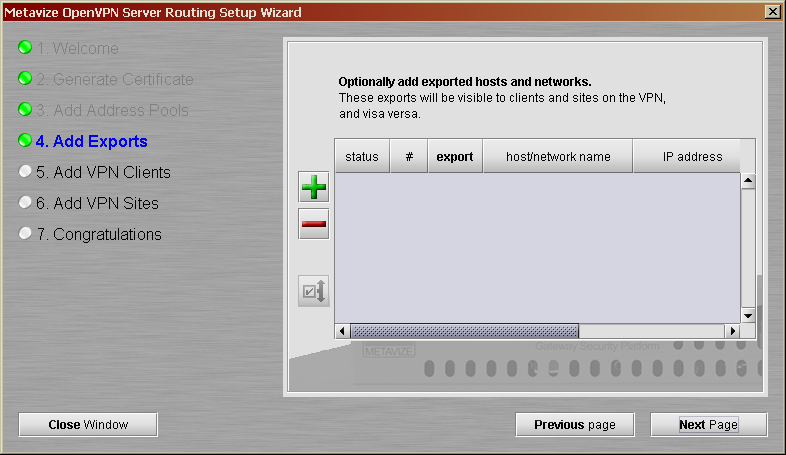 Metavize OpenVPN Server Routing Setup Wizard
1. Welcome
2. Generate Certificate
3. Add Address Pools
4. Add Exports
5. Add VPN Clients
6. Add VPN Sites
7. Congratulations
Optionally add exported hosts and networks.
These exports will be visible to clients and sites on the VPN,
and visa versa.
status # export host/network name IP address
METAVIZE Gateway Security Platform
Close Window Previous page Next Page